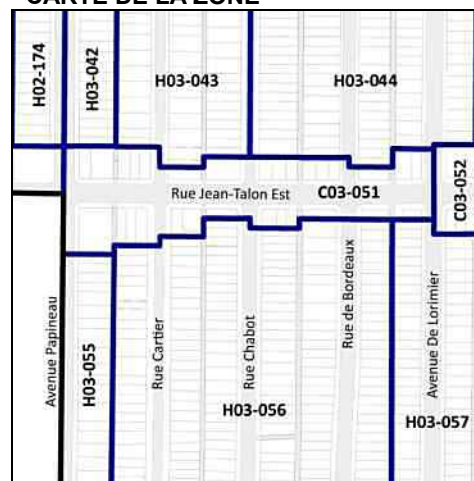 CARTE DE LA ZONE
H02-174
H03-042
H03-043
H03-044
Rue Jean-Talon Est
C03-051
C03-052
Avenue Papineau
H03-055
Rue Cartier
Rue Chabot
H03-056
Rue de Bordeaux
Avenue De Lorimier
H03-057